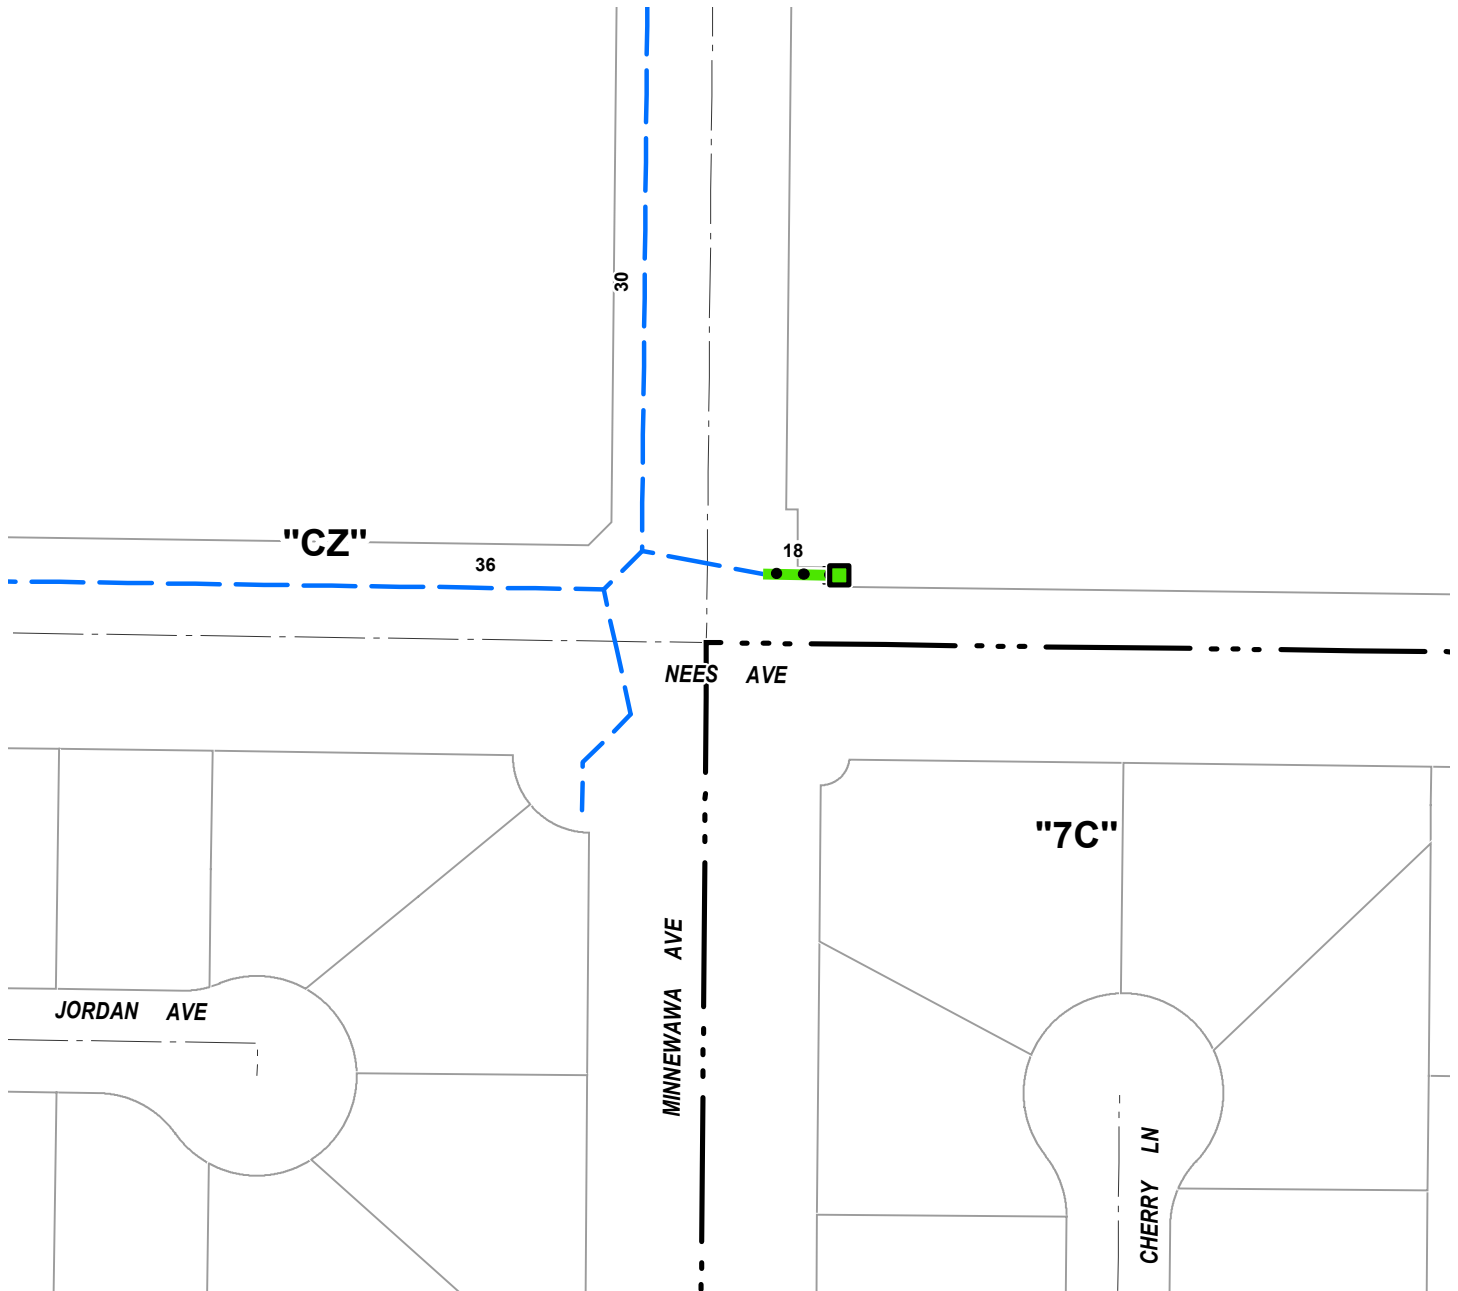 30
"CZ"
36
18
NEES AVE
"7C"
MINNEWAWA AVE
JORDAN AVE
CHERRY LN